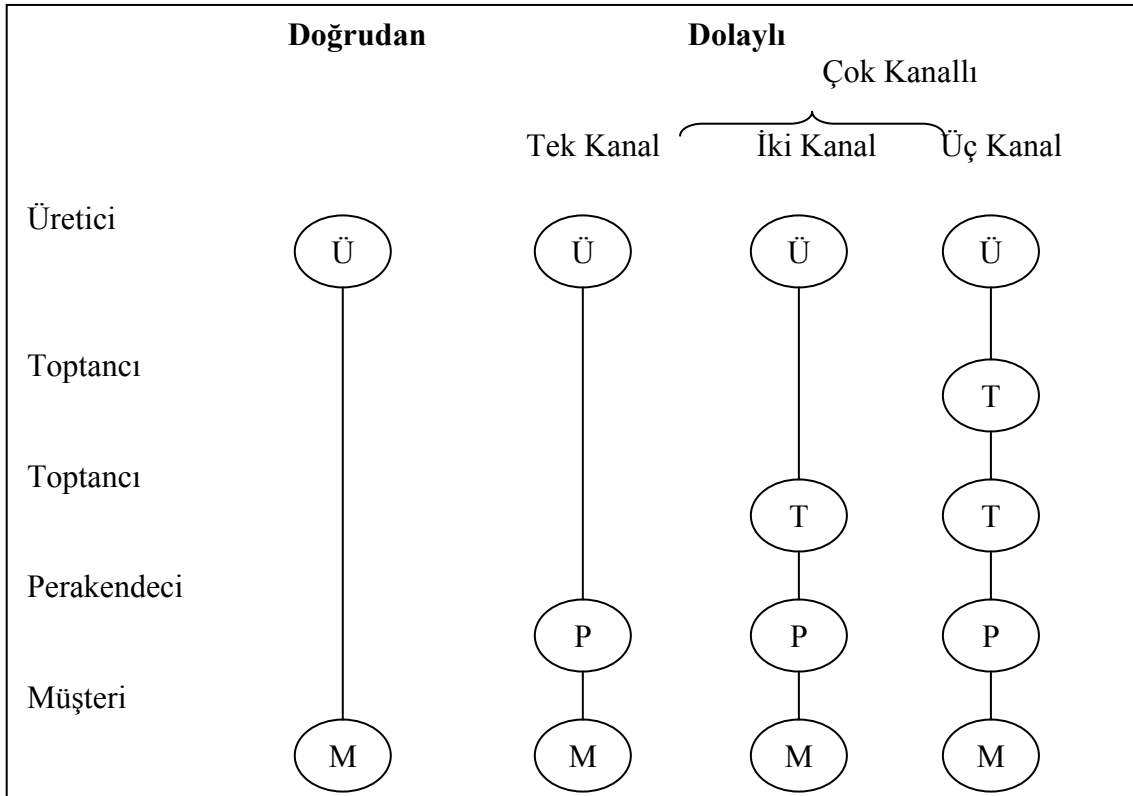 Doğrudan Dolaylı
Çok Kanallı
Tek Kanal İki Kanal Üç Kanal
Üretici
Ü Ü Ü Ü
Toptancı
T
Toptancı
T T
Perakendeci
P P P
Müşteri
M M M M